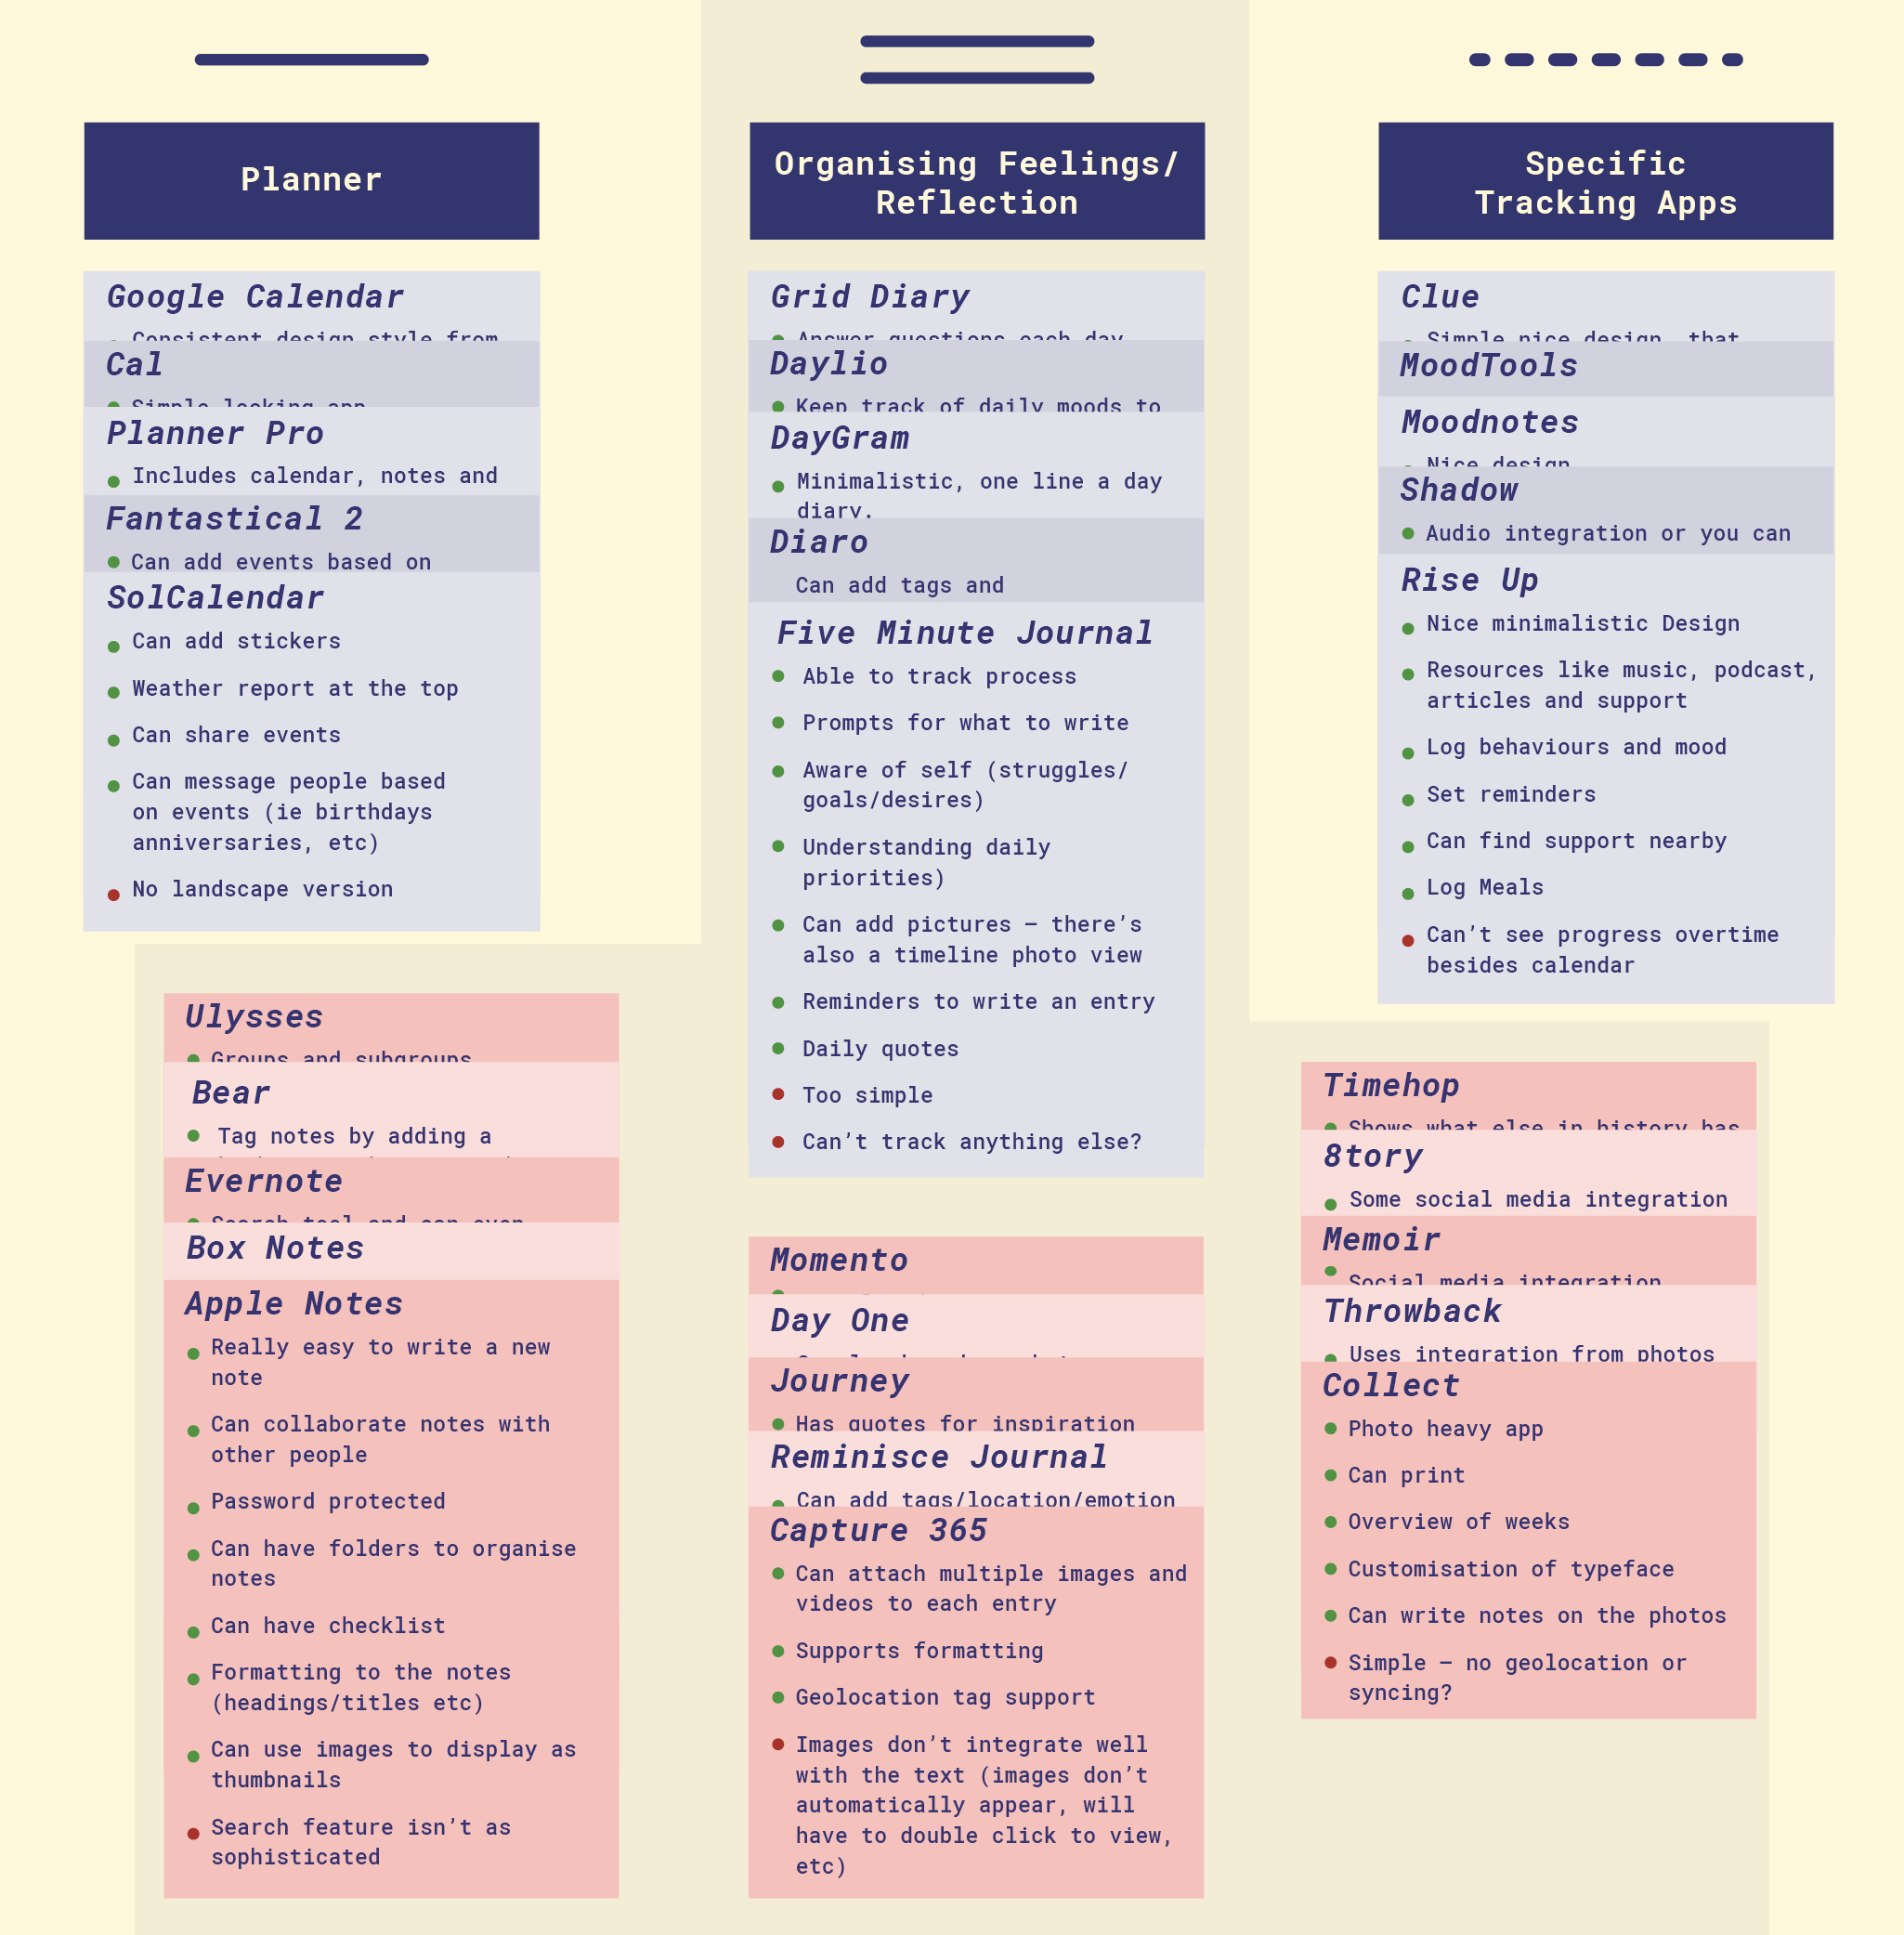 Planner
Google Calendar
Consistent design style from
Cal
Simple looking app
Planner Pro
Includes calendar, notes and
Fantastical 2
Can add events based on
SolCalendar
Can add stickers
Weather report at the top
Can share events
Can message people based
on events (ie birthdays
anniversaries, etc)
No landscape version
Ulysses
Groups and subgroups
Bear
Tag notes by adding a
Evernote
Search tool and can even
Box Notes
Apple Notes
Really easy to write a new
note
Can collaborate notes with
other people
Password protected
Can have folders to organise
notes
Can have checklist
Formatting to the notes
(headings/titles etc)
Can use images to display as
thumbnails
Search feature isn’t as
sophisticated
Organising Feelings/
Reflection
Grid Diary
Answer questions each day
Daylio
Keep track of daily moods to
DayGram
Minimalistic, one line a day
diary.
Diaro
Can add tags and
Five Minute Journal
Able to track process
Prompts for what to write
Aware of self (struggles/
goals/desires)
Understanding daily
priorities)
Can add pictures – there’s
also a timeline photo view
Reminders to write an entry
Daily quotes
Too simple
Can’t track anything else?
Momento
Day One
Journey
Has quotes for inspiration
Reminisce Journal
Can add tags/location/emotion
Capture 365
Can attach multiple images and
videos to each entry
Supports formatting
Geolocation tag support
Images don’t integrate well
with the text (images don’t
automatically appear, will
have to double click to view,
etc)
Specific
Tracking Apps
Clue
Simple nice design, that
MoodTools
Moodnotes
Nice design
Shadow
Audio integration or you can
Rise Up
Nice minimalistic Design
Resources like music, podcast,
articles and support
Log behaviours and mood
Set reminders
Can find support nearby
Log Meals
Can’t see progress overtime
besides calendar
Timehop
Shows what else in history has
8tory
Some social media integration
Memoir
Social media integration
Throwback
Uses integration from photos
Collect
Photo heavy app
Can print
Overview of weeks
Customisation of typeface
Can write notes on the photos
Simple – no geolocation or
syncing?